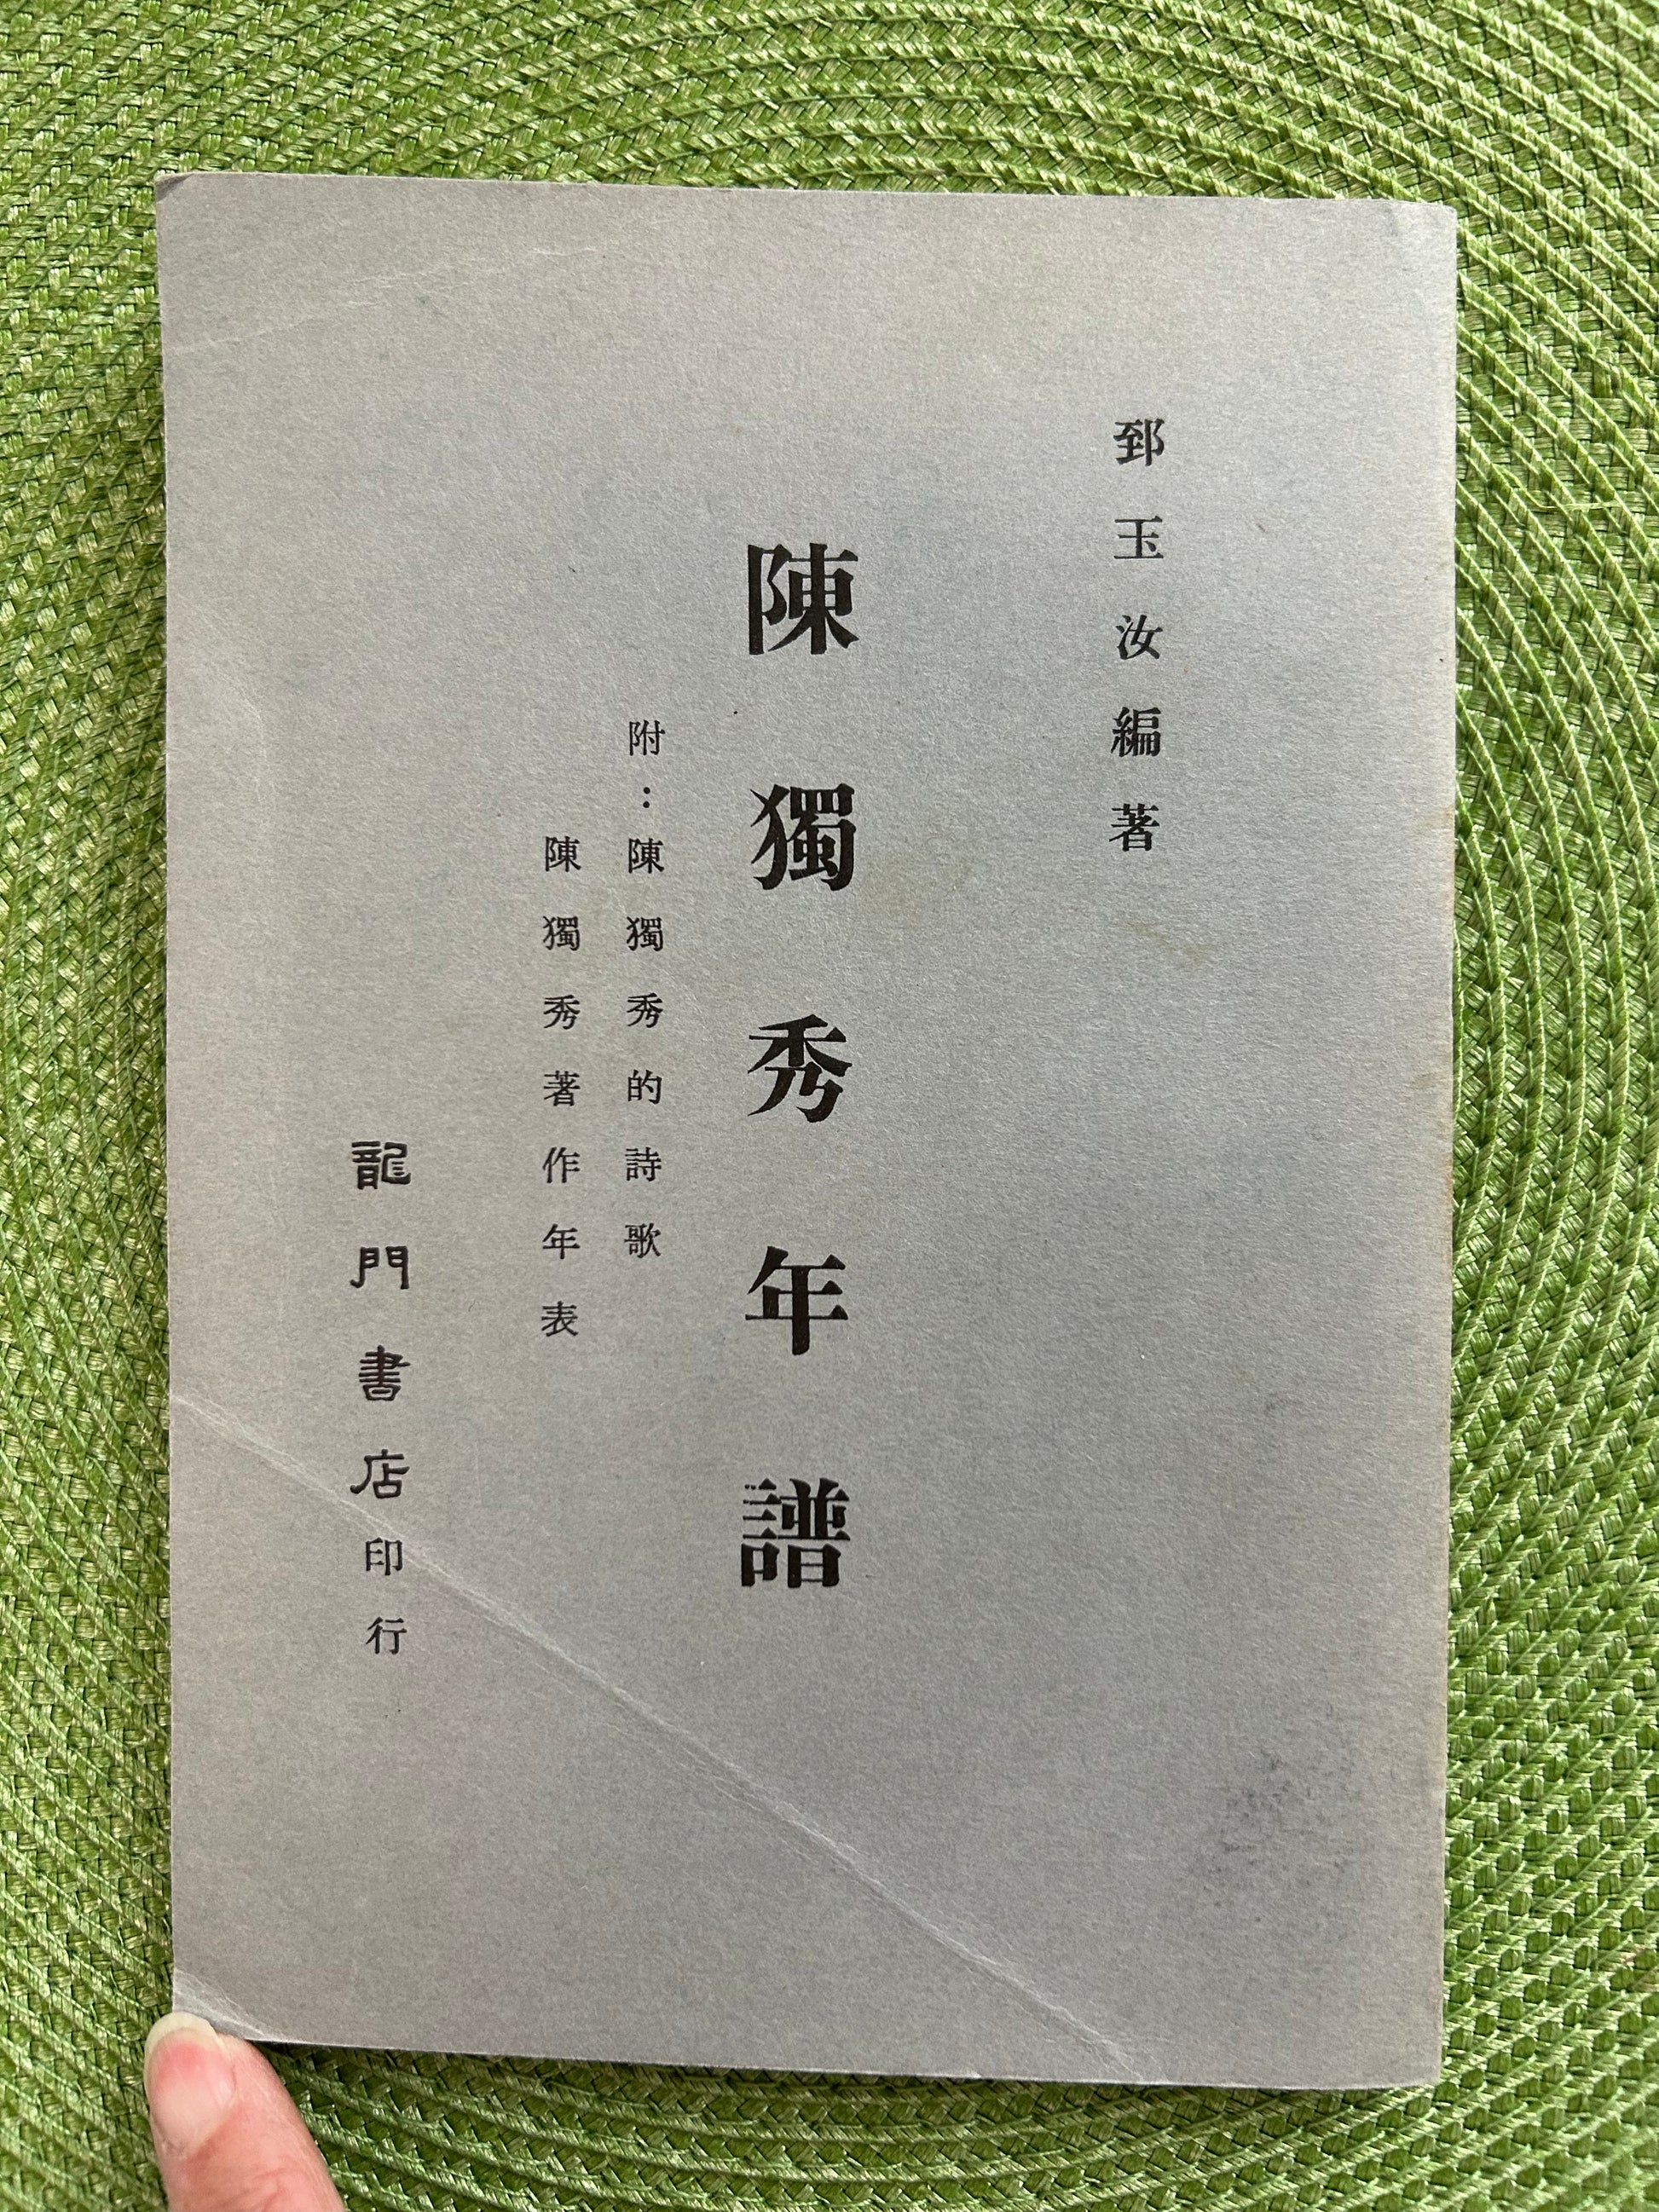 郅玉汝編著
陳獨秀年譜
附：陳獨秀的詩歌
陳獨秀著作年表
龍門書店印行